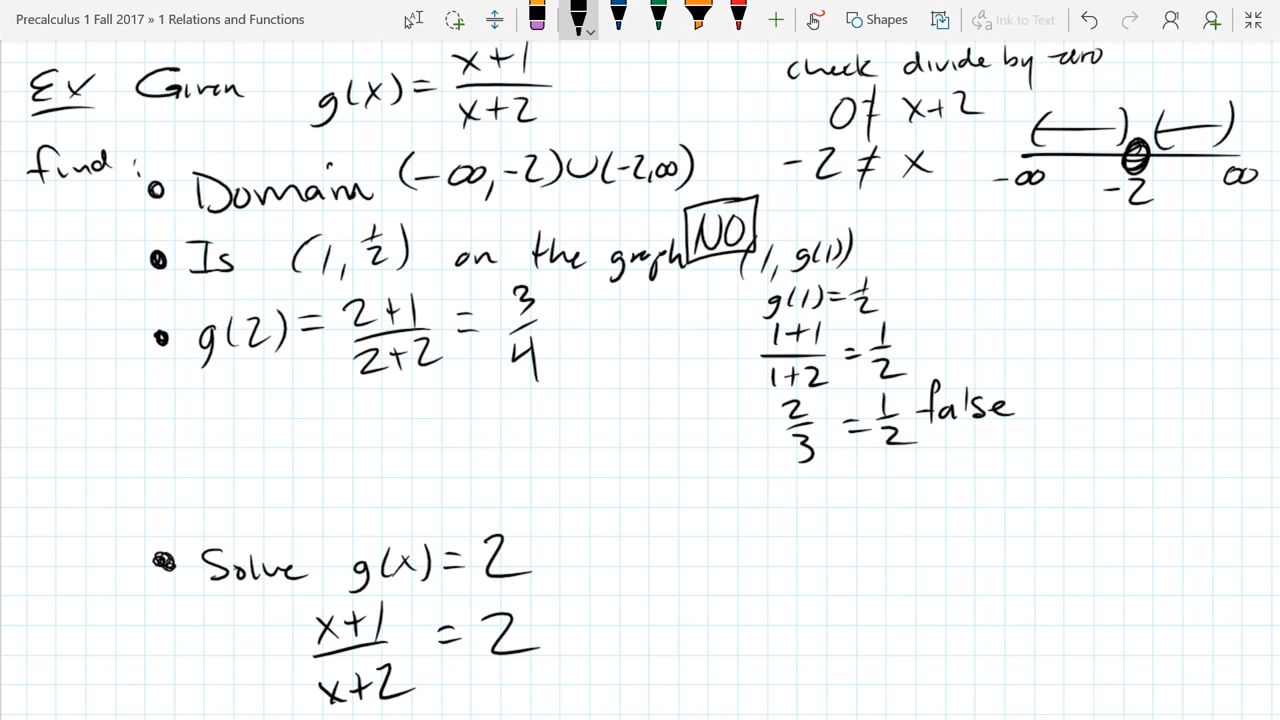 Precalculus 1 Fall 2017 » 1 Relations and Functions
Shapes
Ink to Text
Ex Given g(x) = (x+1)/(x+2)
check divide by zero
0 ≠ x+2
-2 ≠ x
-∞ -2 ∞
find :
• Domain (-∞, -2)∪(-2,∞)
• Is (1, 1/2) on the graph NO
(1, g(1))
g(1) = 1/2
(1+1)/(1+2) = 1/2
2/3 = 1/2 false
• g(2) = (2+1)/(2+2) = 3/4
• Solve g(x) = 2
(x+1)/(x+2) = 2